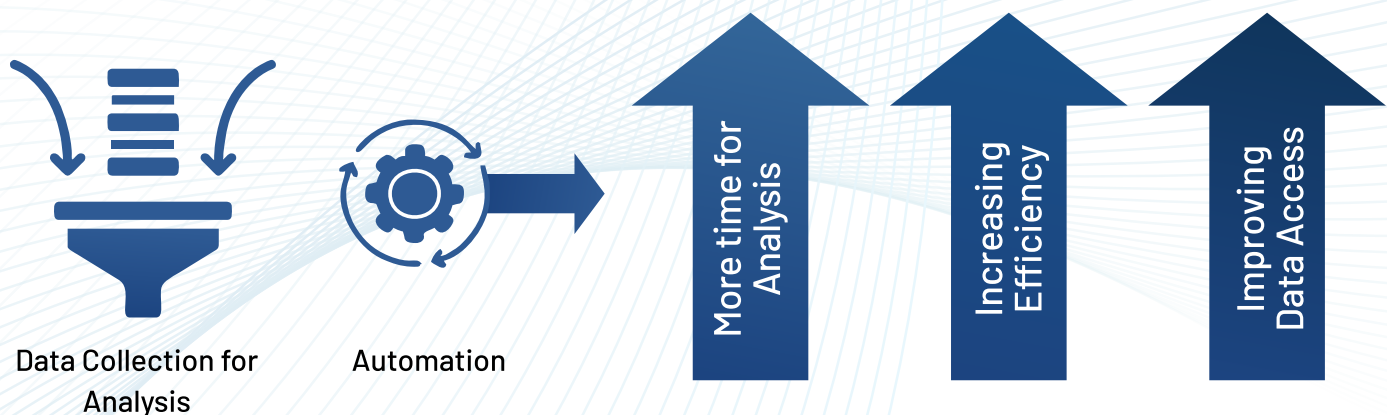 Data Collection for
Analysis
Automation
More time for
Analysis
Increasing
Efficiency
Improving
Data Access